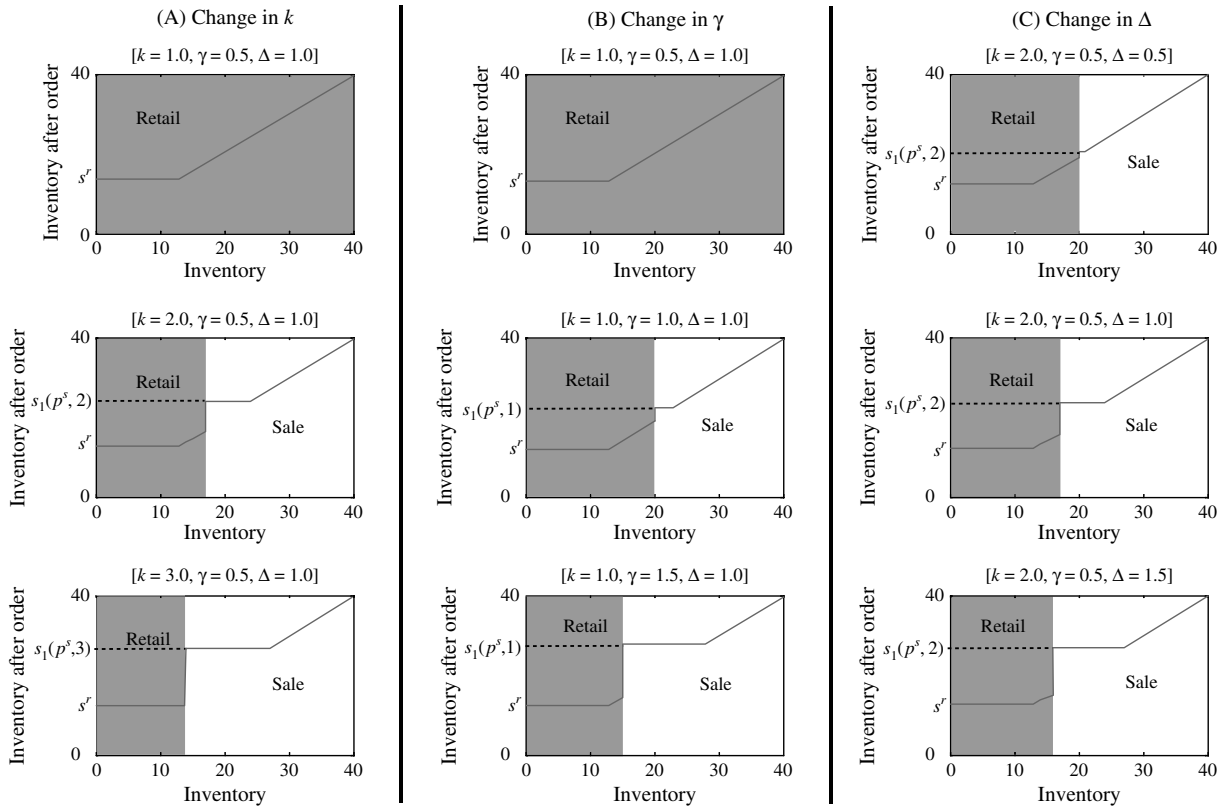 (A) Change in k
[k = 1.0, γ = 0.5, Δ = 1.0]
Inventory after order
40
Retail
s^r
0
0 10 20 30 40
Inventory
[k = 2.0, γ = 0.5, Δ = 1.0]
Inventory after order
40
Retail
s₁(p^s, 2)
Sale
s^r
0
0 10 20 30 40
Inventory
[k = 3.0, γ = 0.5, Δ = 1.0]
Inventory after order
40
Retail
s₁(p^s,3)
Sale
s^r
0
0 10 20 30 40
Inventory
(B) Change in γ
[k = 1.0, γ = 0.5, Δ = 1.0]
Inventory after order
40
Retail
s^r
0
0 10 20 30 40
Inventory
[k = 1.0, γ = 1.0, Δ = 1.0]
Inventory after order
40
Retail
s₁(p^s,1)
Sale
s^r
0
0 10 20 30 40
Inventory
[k = 1.0, γ = 1.5, Δ = 1.0]
Inventory after order
40
Retail
s₁(p^s,1)
Sale
s^r
0
0 10 20 30 40
Inventory
(C) Change in Δ
[k = 2.0, γ = 0.5, Δ = 0.5]
Inventory after order
40
Retail
s₁(p^s, 2)
Sale
s^r
0
0 10 20 30 40
Inventory
[k = 2.0, γ = 0.5, Δ = 1.0]
Inventory after order
40
Retail
s₁(p^s, 2)
Sale
s^r
0
0 10 20 30 40
Inventory
[k = 2.0, γ = 0.5, Δ = 1.5]
Inventory after order
40
Retail
s₁(p^s, 2)
Sale
s^r
0
0 10 20 30 40
Inventory